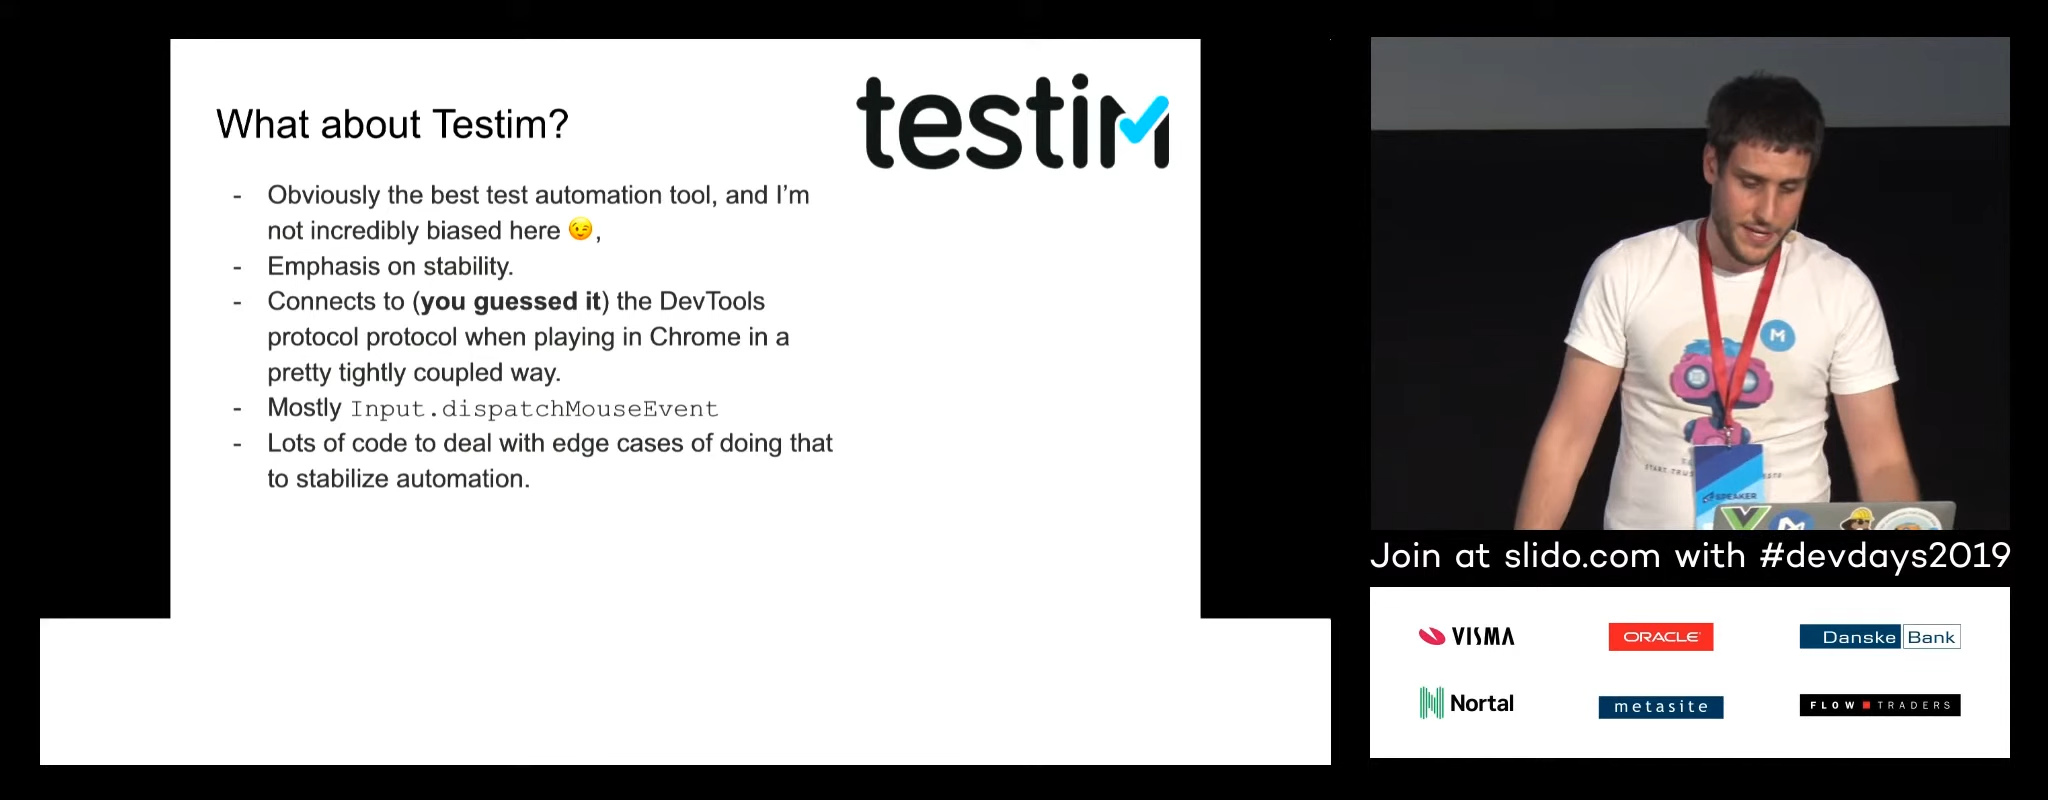 testim
What about Testim?
- Obviously the best test automation tool, and I'm
not incredibly biased here 😉,
- Emphasis on stability.
- Connects to (you guessed it) the DevTools
protocol protocol when playing in Chrome in a
pretty tightly coupled way.
- Mostly Input.dispatchMouseEvent
- Lots of code to deal with edge cases of doing that
to stabilize automation.
M
SPEAKER
Join at slido.com with #devdays2019
VISMA
ORACLE
Danske Bank
Nortal
metasite
FLOW TRADERS